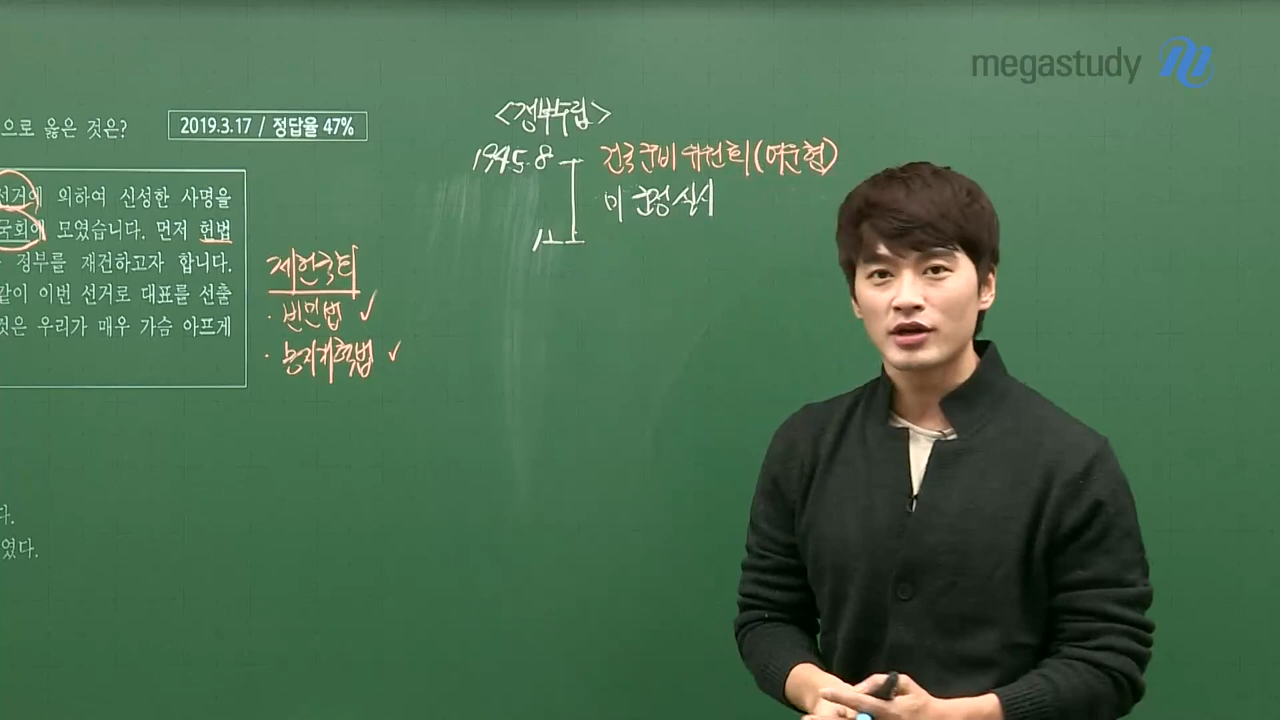 megastudy
으로 옳은 것은?
2019.3.17 / 정답율 47%
선거에 의하여 신성한 사명을
국회에 모였습니다. 먼저 헌법
정부를 재건하고자 합니다.
같이 이번 선거로 대표를 선출
것은 우리가 매우 가슴 아프게
제헌국회
· 반민법 ✓
· 농지개혁법 ✓
<정부수립>
1945.8 건국 준비 위원회(여운형)
미 군정 실시
12
다.
였다.